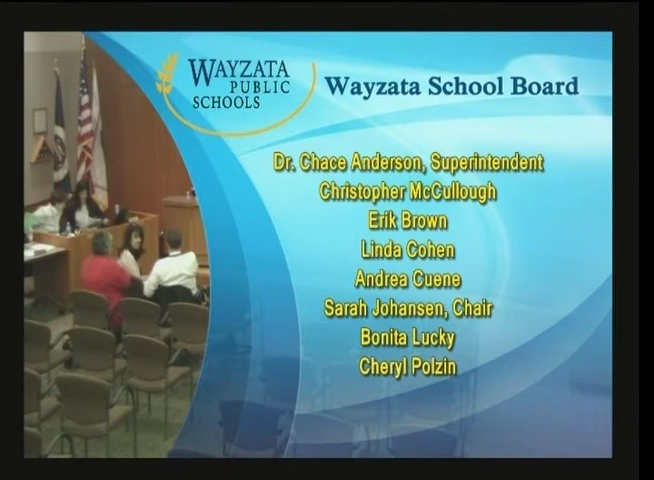 WAYZATA
PUBLIC
SCHOOLS
Wayzata School Board
Dr. Chace Anderson, Superintendent
Christopher McCullough
Erik Brown
Linda Cohen
Andrea Cuene
Sarah Johansen, Chair
Bonita Lucky
Cheryl Polzin